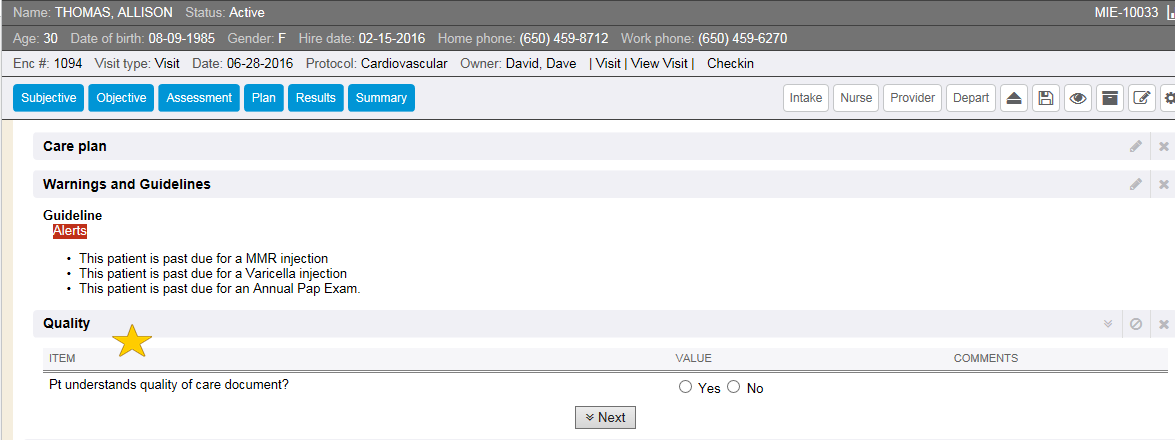 Name: THOMAS, ALLISON Status: Active MIE-10033
Age: 30 Date of birth: 08-09-1985 Gender: F Hire date: 02-15-2016 Home phone: (650) 459-8712 Work phone: (650) 459-6270
Enc #: 1094 Visit type: Visit Date: 06-28-2016 Protocol: Cardiovascular Owner: David, Dave | Visit | View Visit | Checkin
Subjective Objective Assessment Plan Results Summary Intake Nurse Provider Depart
Care plan
Warnings and Guidelines
Guideline
Alerts
• This patient is past due for a MMR injection
• This patient is past due for a Varicella injection
• This patient is past due for an Annual Pap Exam.
Quality
ITEM VALUE COMMENTS
Pt understands quality of care document? Yes No
Next